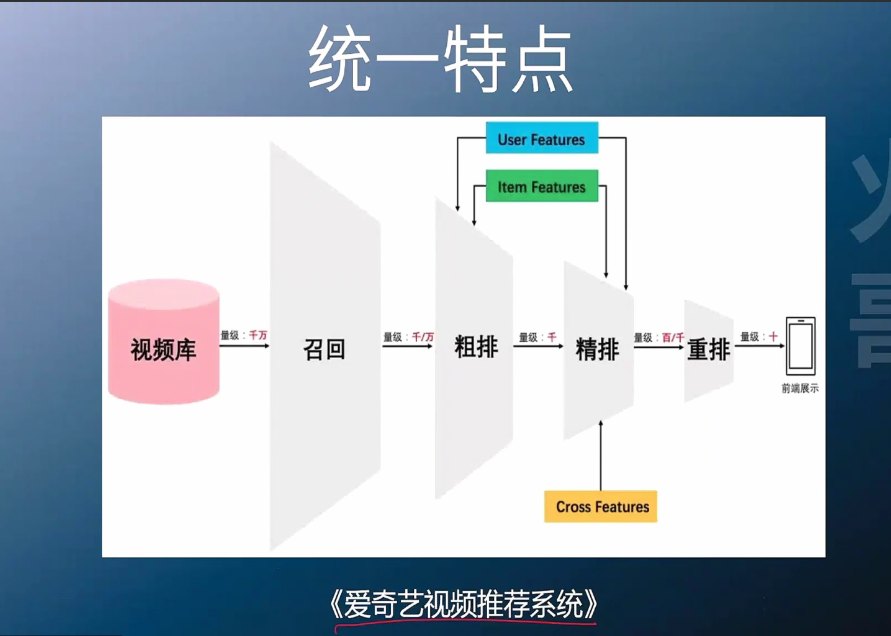 统一特点
User Features
Item Features
视频库
量级：千万
召回
量级：千/万
粗排
量级：千
精排
量级：百/千
重排
量级：十
前端展示
Cross Features
《爱奇艺视频推荐系统》